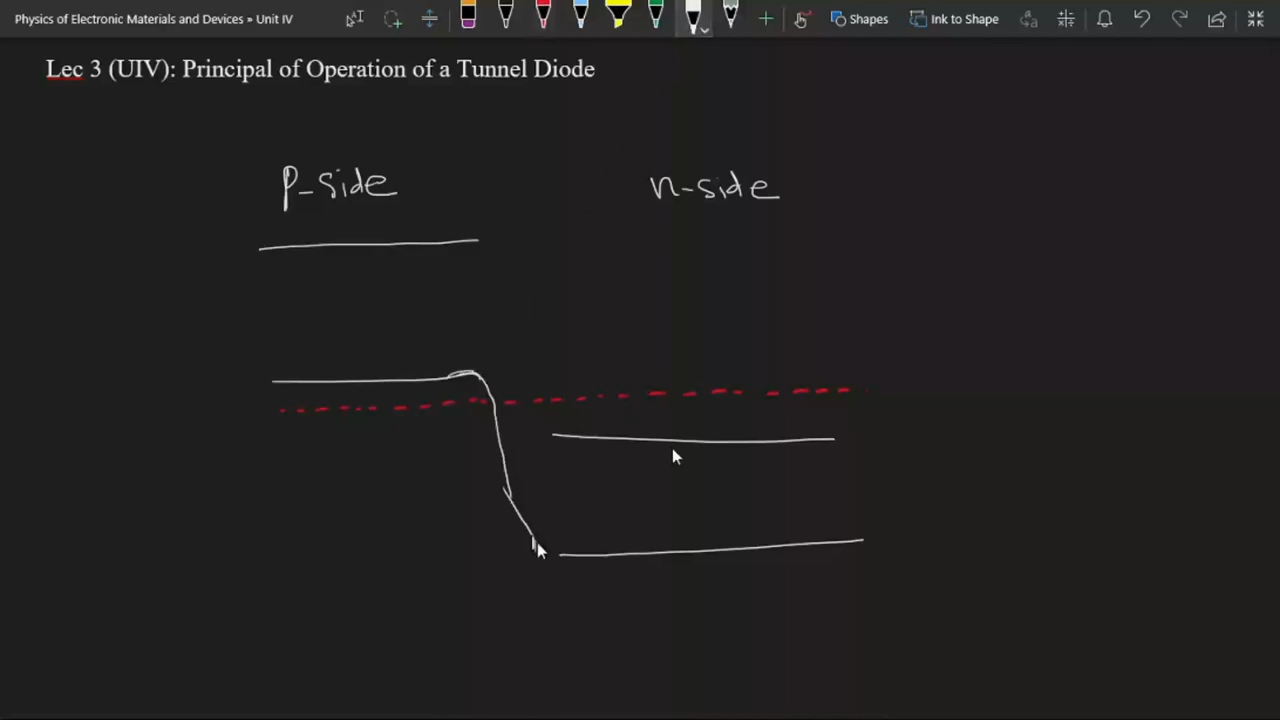 Physics of Electronic Materials and Devices » Unit IV
Shapes
Ink to Shape
Lec 3 (UIV): Principal of Operation of a Tunnel Diode
P-side
n-side